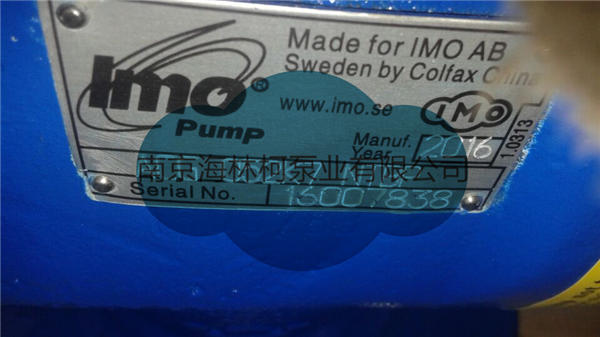 Imo®
Pump
Made for IMO AB
Sweden by Colfax China
www.imo.se
IMO
Manuf. Year 2016
1.0313
南京海林柯泵业有限公司
Serial No. 16007838